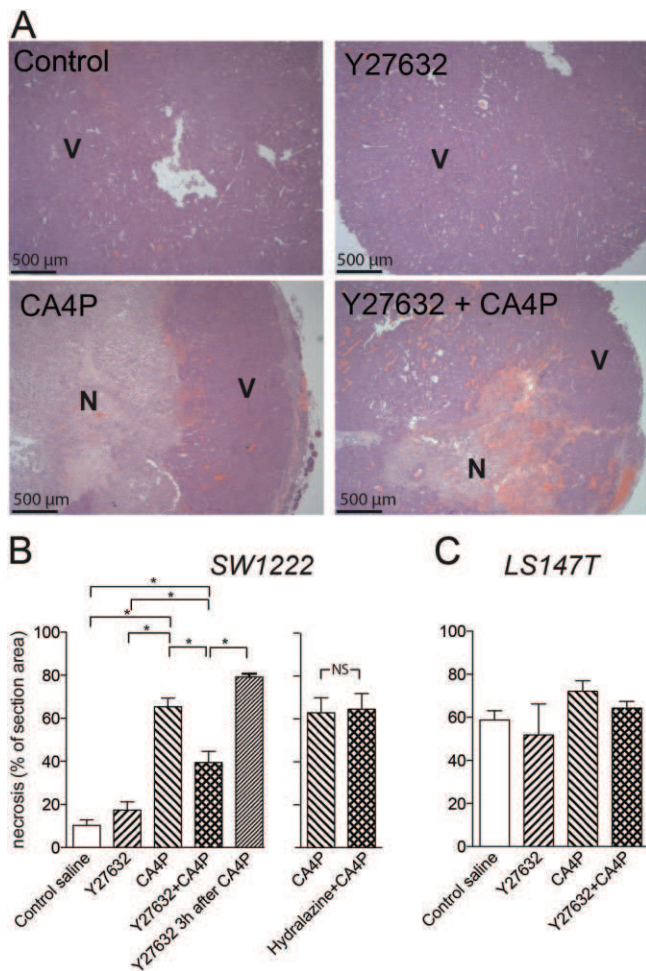 A
Control
Y27632
V
V
500 µm
500 µm
CA4P
Y27632 + CA4P
N
V
V
N
500 µm
500 µm
B
SW1222
C
LS147T
necrosis (% of section area)
100
80
60
40
20
0
*
*
*
*
*
*
NS
100
80
60
40
20
0
Control saline
Y27632
CA4P
Y27632+CA4P
Y27632 3h after CA4P
CA4P
Hydralazine+CA4P
Control saline
Y27632
CA4P
Y27632+CA4P